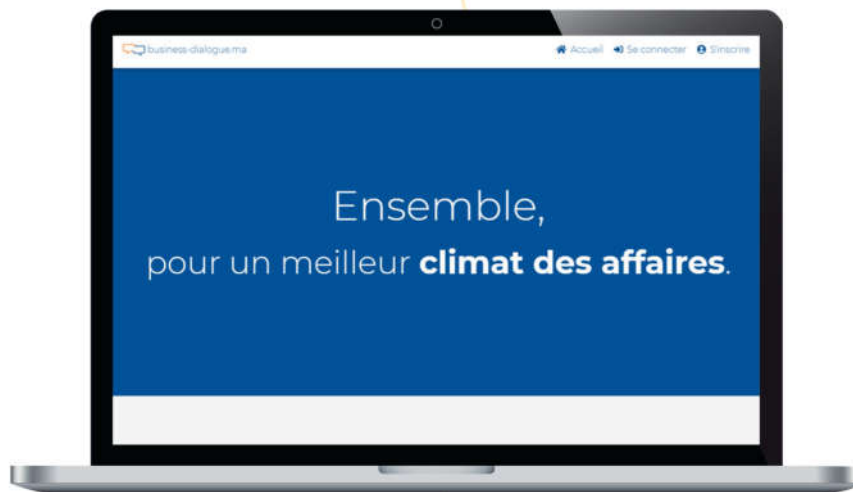 business-dialogue.ma
Accueil Se connecter S'inscrire
Ensemble,
pour un meilleur climat des affaires.